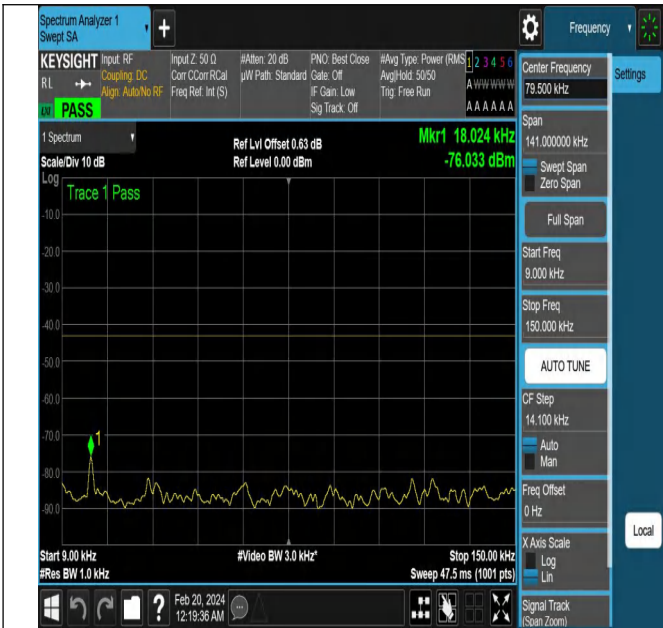 Spectrum Analyzer 1
Swept SA
Frequency
KEYSIGHT
RL
PASS
Input: RF
Coupling: DC
Align: Auto/No RF
Input Z: 50 Ω
Corr CCorr RCal
Freq Ref: Int (S)
#Atten: 20 dB
µW Path: Standard
PNO: Best Close
Gate: Off
IF Gain: Low
Sig Track: Off
#Avg Type: Power (RMS
Avg|Hold: 50/50
Trig: Free Run
1 2 3 4 5 6
A W W W W W
A A A A A A
1 Spectrum
Scale/Div 10 dB
Log
Ref Lvl Offset 0.63 dB
Ref Level 0.00 dBm
Mkr1 18.024 kHz
-76.033 dBm
Trace 1 Pass
-10.0
-20.0
-30.0
-40.0
-50.0
-60.0
-70.0
-80.0
-90.0
1
Start 9.00 kHz
#Res BW 1.0 kHz
#Video BW 3.0 kHz*
Stop 150.00 kHz
Sweep 47.5 ms (1001 pts)
Center Frequency
79.500 kHz
Span
141.000000 kHz
Swept Span
Zero Span
Full Span
Start Freq
9.000 kHz
Stop Freq
150.000 kHz
AUTO TUNE
CF Step
14.100 kHz
Auto
Man
Freq Offset
0 Hz
X Axis Scale
Log
Lin
Signal Track
(Span Zoom)
Settings
Local
?
Feb 20, 2024
12:19:36 AM